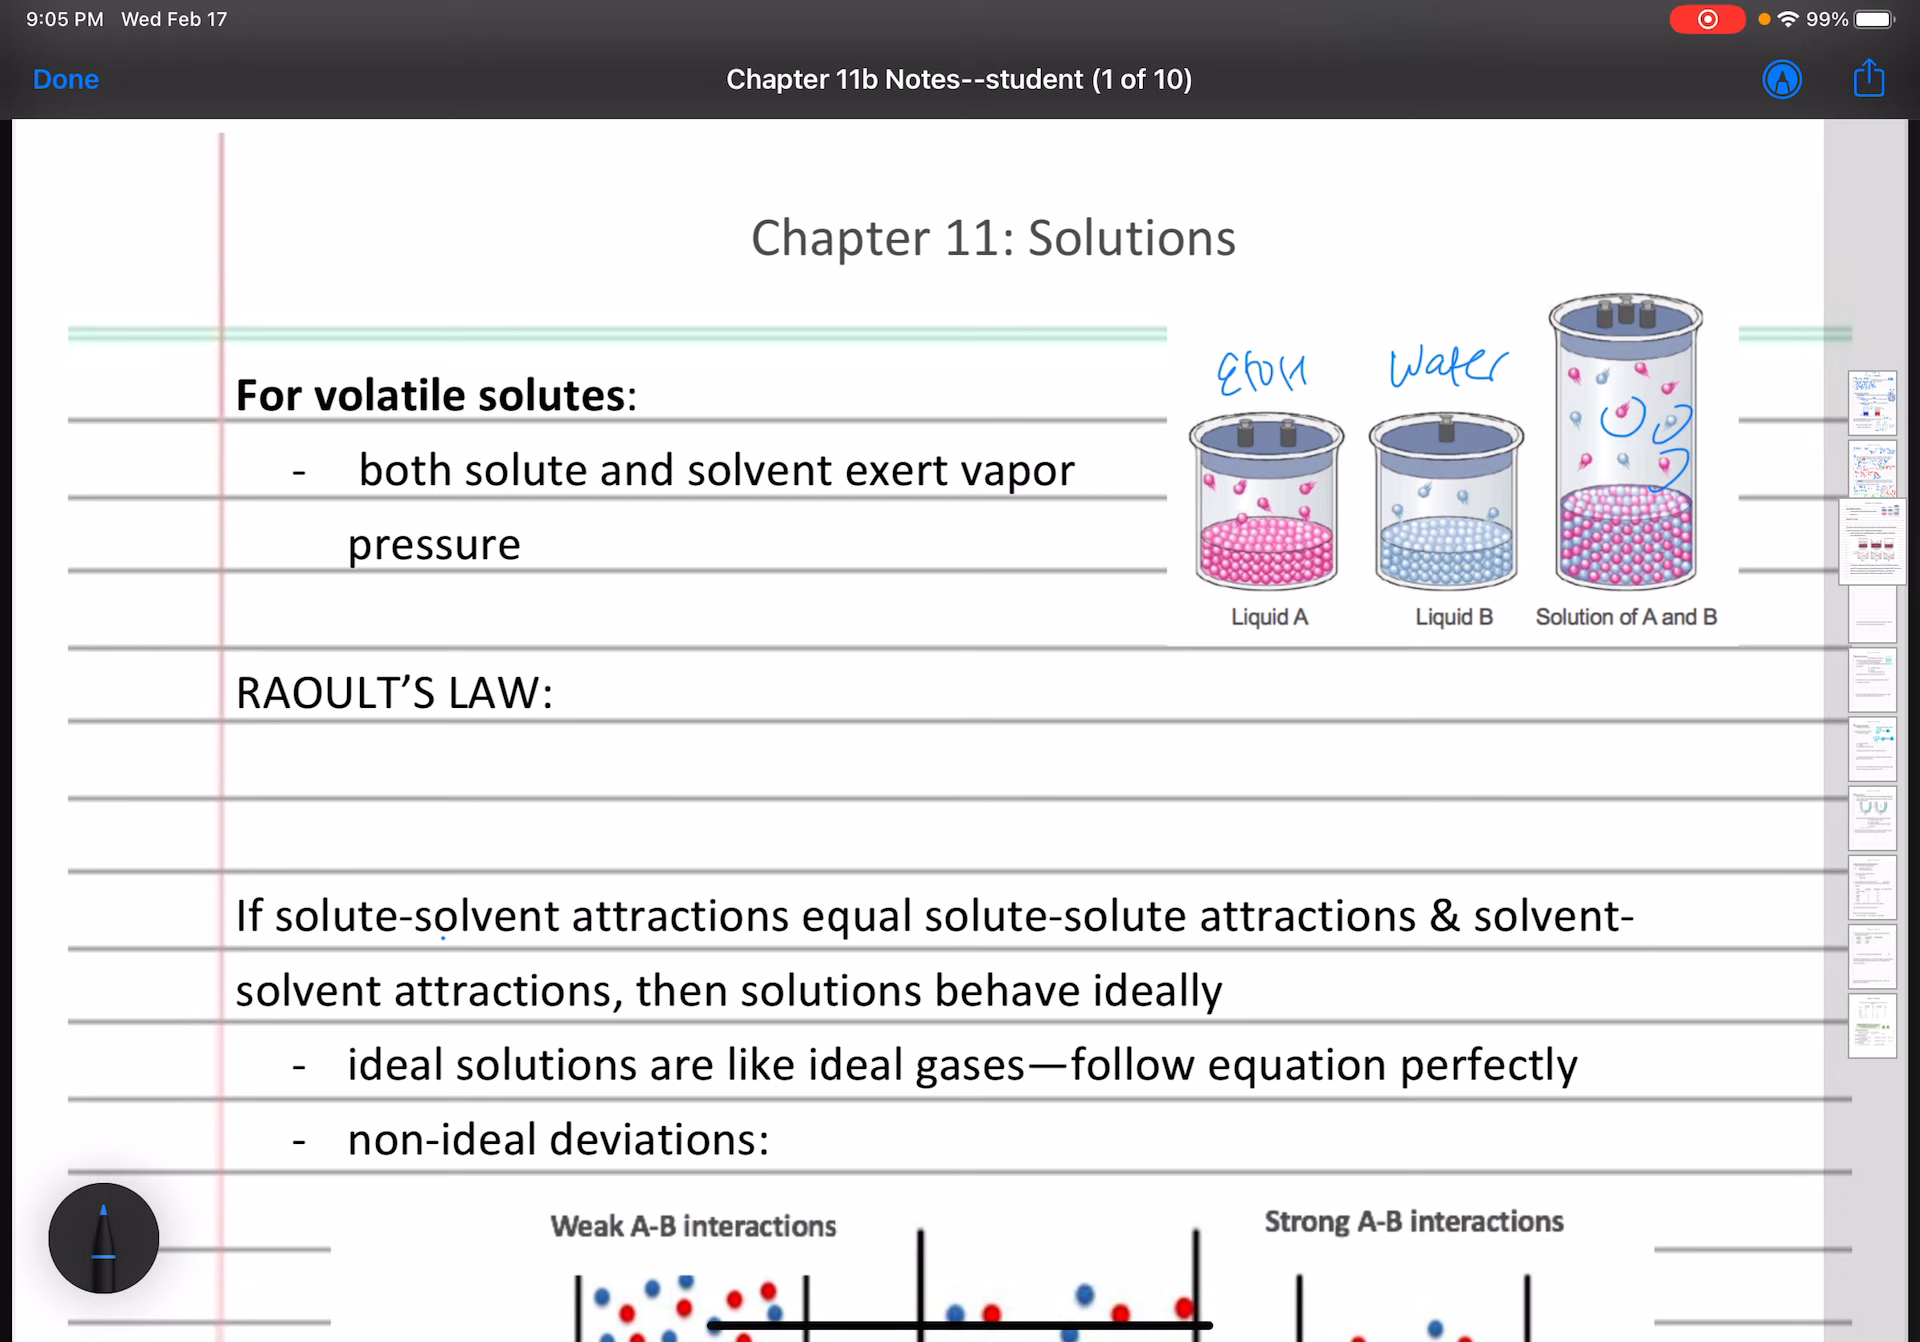 9:05 PM Wed Feb 17
99%
Done
Chapter 11b Notes--student (1 of 10)
Chapter 11: Solutions
EtOH
Water
For volatile solutes:
- both solute and solvent exert vapor
pressure
Liquid A
Liquid B
Solution of A and B
RAOULT’S LAW:
If solute-solvent attractions equal solute-solute attractions & solvent-
solvent attractions, then solutions behave ideally
- ideal solutions are like ideal gases—follow equation perfectly
- non-ideal deviations:
Weak A-B interactions
Strong A-B interactions